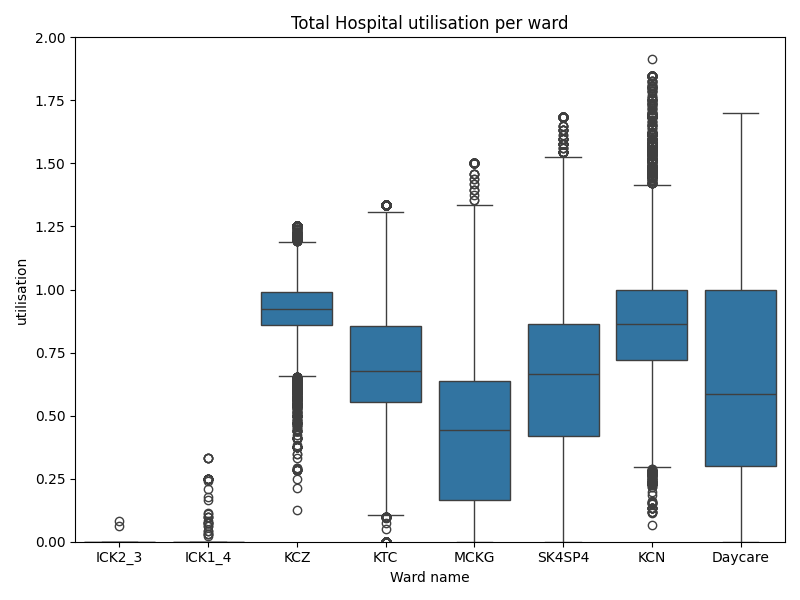 Total Hospital utilisation per ward
utilisation
2.00
1.75
1.50
1.25
1.00
0.75
0.50
0.25
0.00
ICK2_3 ICK1_4 KCZ KTC MCKG SK4SP4 KCN Daycare
Ward name